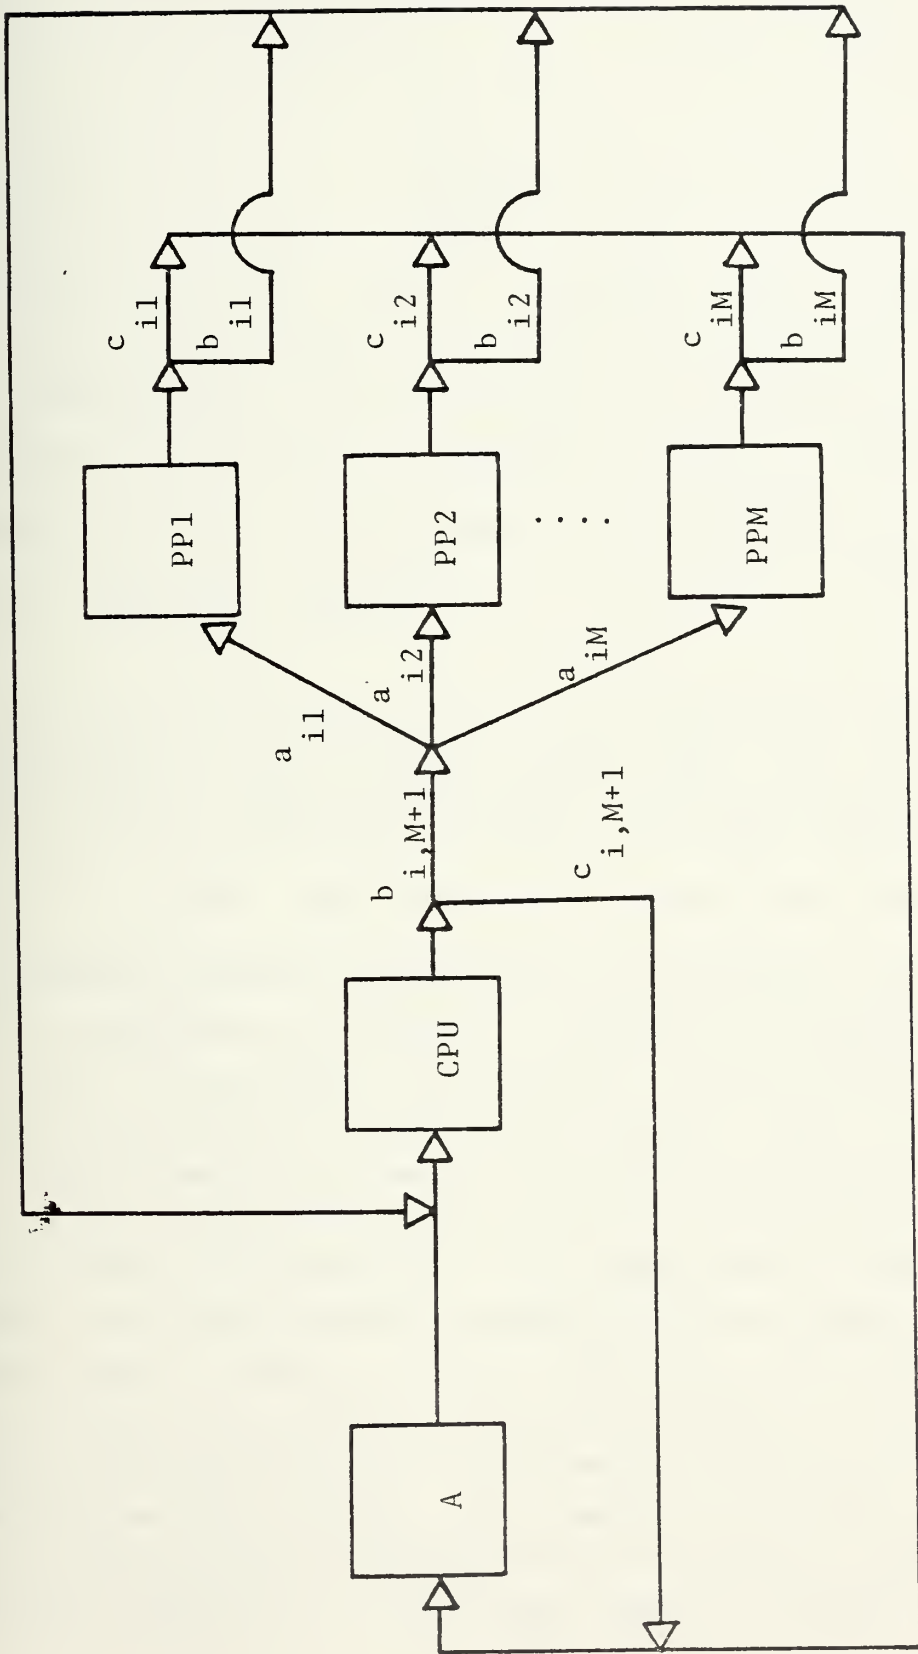 A
CPU
b i,M+1
c i,M+1
a i1
a i2
a iM
PP1
PP2
. . . .
PPM
c i1
b i1
c i2
b i2
c iM
b iM